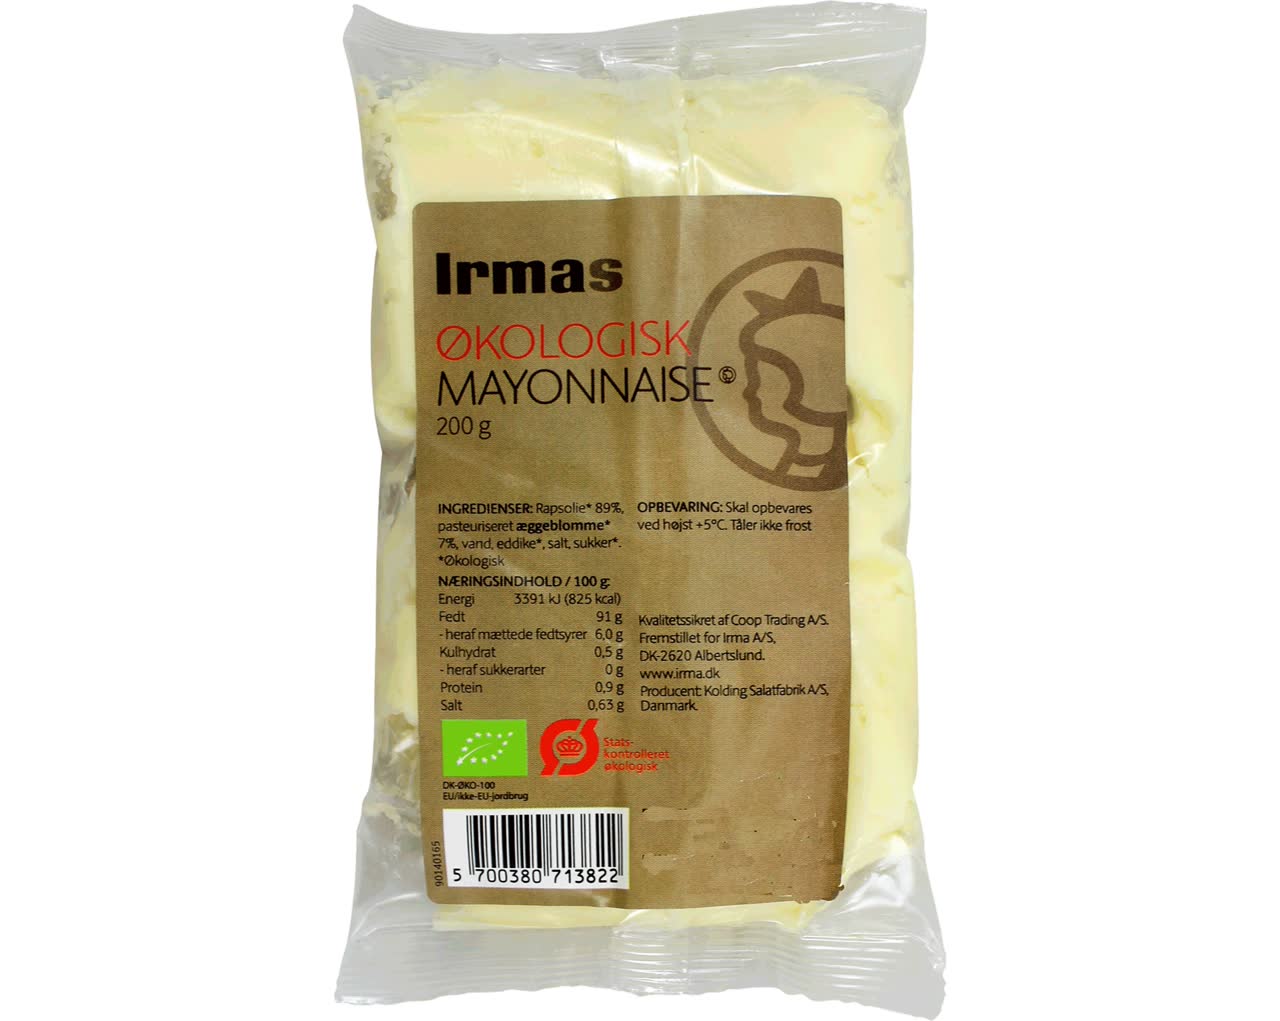 Irmas
ØKOLOGISK
MAYONNAISE
200 g
INGREDIENSER: Rapsolie* 89%,
pasteuriseret æggeblomme*
7%, vand, eddike*, salt, sukker*.
*Økologisk
NÆRINGSINDHOLD / 100 g:
Energi 3391 kJ (825 kcal)
Fedt 91 g
- heraf mættede fedtsyrer 6,0 g
Kulhydrat 0,5 g
- heraf sukkerarter 0 g
Protein 0,9 g
Salt 0,63 g
OPBEVARING: Skal opbevares
ved højst +5°C. Tåler ikke frost
Kvalitetssikret af Coop Trading A/S.
Fremstillet for Irma A/S,
DK-2620 Albertslund.
www.irma.dk
Producent: Kolding Salatfabrik A/S,
Danmark.
Ø
Stats-
kontrolleret
økologisk
DK-ØKO-100
EU/ikke-EU-jordbrug
90140165
5 700380 713822